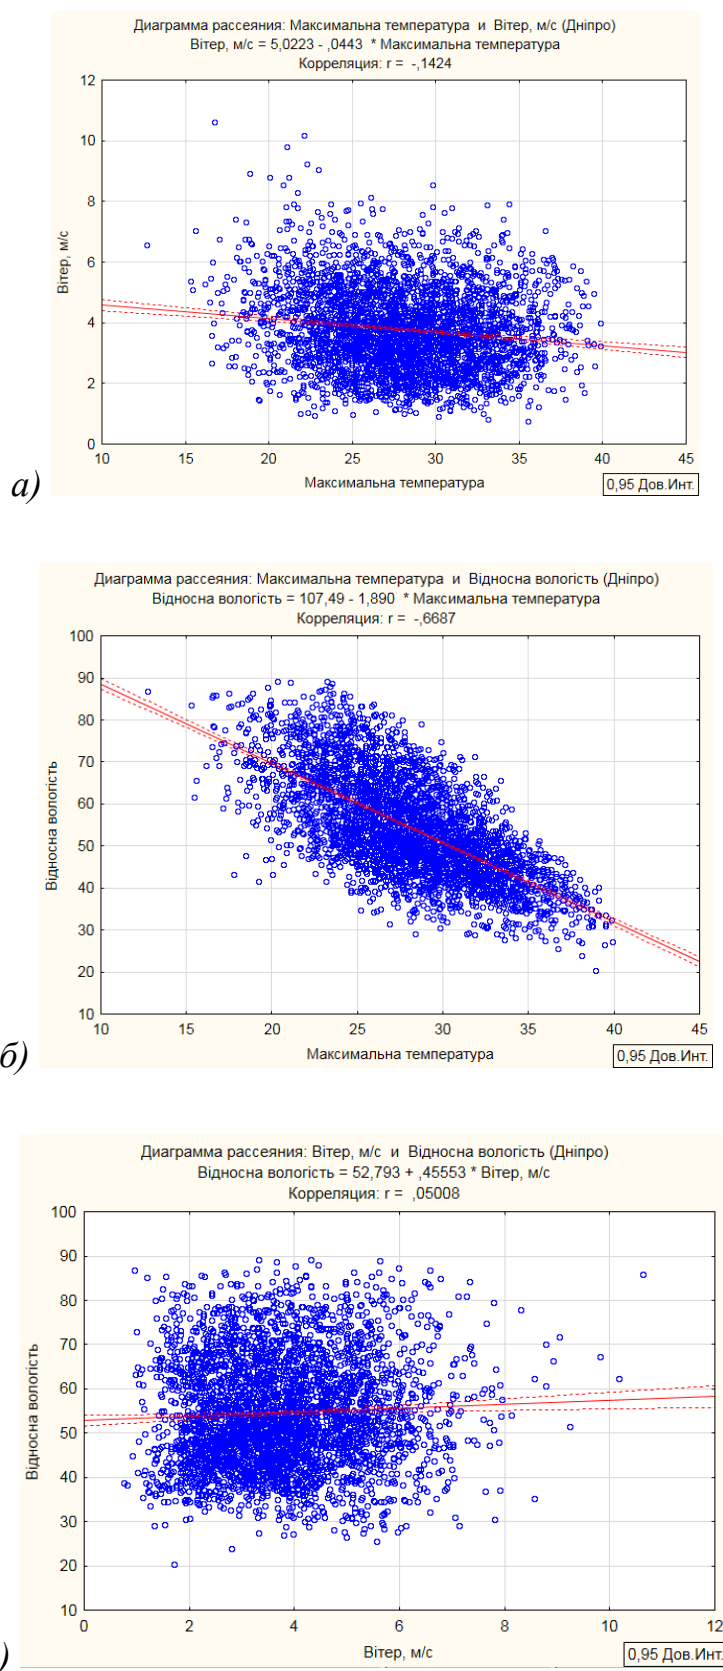 Диаграмма рассеяния: Максимальна температура и Вітер, м/с (Дніпро)
Вітер, м/с = 5,0223 - ,0443 * Максимальна температура
Корреляция: r = -,1424
12
10
8
6
4
2
0
Вітер, м/с
10 15 20 25 30 35 40 45
Максимальна температура
0,95 Дов.Инт.
а)
Диаграмма рассеяния: Максимальна температура и Відносна вологість (Дніпро)
Відносна вологість = 107,49 - 1,890 * Максимальна температура
Корреляция: r = -,6687
100
90
80
70
60
50
40
30
20
10
Відносна вологість
10 15 20 25 30 35 40 45
Максимальна температура
0,95 Дов.Инт.
б)
Диаграмма рассеяния: Вітер, м/с и Відносна вологість (Дніпро)
Відносна вологість = 52,793 + ,45553 * Вітер, м/с
Корреляция: r = ,05008
100
90
80
70
60
50
40
30
20
10
Відносна вологість
0 2 4 6 8 10 12
Вітер, м/с
0,95 Дов.Инт.
)